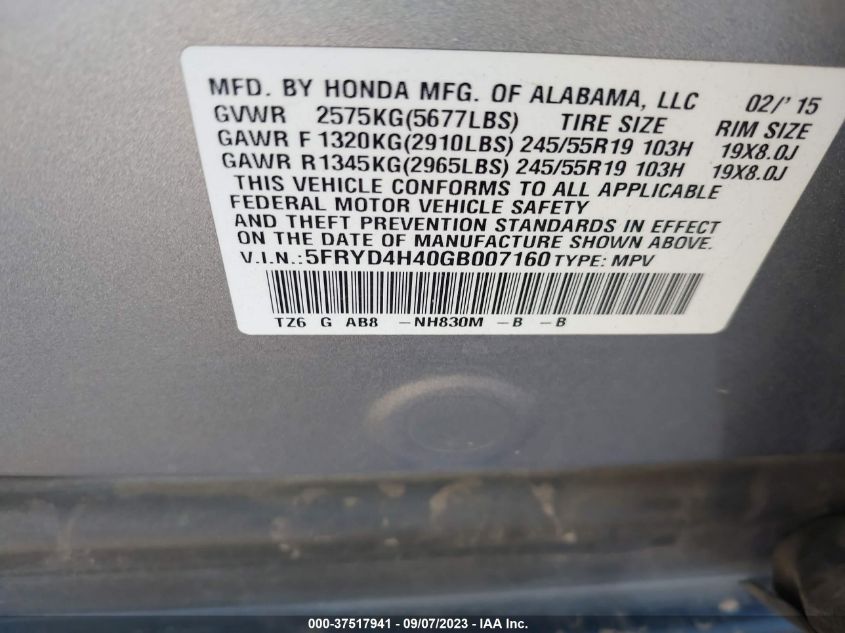 MFD. BY HONDA MFG. OF ALABAMA, LLC 02/' 15
GVWR 2575KG(5677LBS) TIRE SIZE RIM SIZE
GAWR F 1320KG(2910LBS) 245/55R19 103H 19X8.0J
GAWR R1345KG(2965LBS) 245/55R19 103H 19X8.0J
THIS VEHICLE CONFORMS TO ALL APPLICABLE
FEDERAL MOTOR VEHICLE SAFETY
AND THEFT PREVENTION STANDARDS IN EFFECT
ON THE DATE OF MANUFACTURE SHOWN ABOVE.
V.I.N.:5FRYD4H40GB007160 TYPE: MPV
TZ6 G AB8 -NH830M -B -B
000-37517941 - 09/07/2023 - IAA Inc.